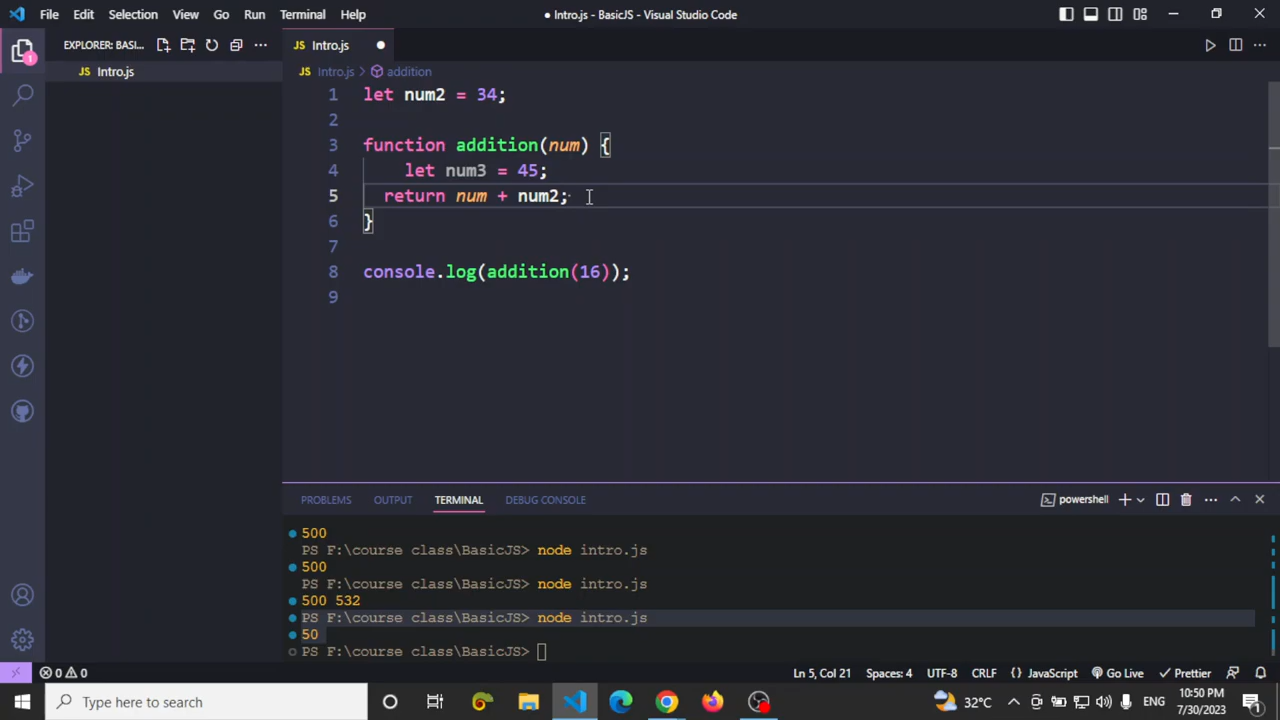 File Edit Selection View Go Run Terminal Help
● Intro.js - BasicJS - Visual Studio Code
EXPLORER: BASI...
JS Intro.js
JS Intro.js ●
JS Intro.js > addition
1 let num2 = 34;
2
3 function addition(num) {
4 let num3 = 45;
5 return num + num2;
6 }
7
8 console.log(addition(16));
9
PROBLEMS OUTPUT TERMINAL DEBUG CONSOLE
powershell
500
PS F:\course class\BasicJS> node intro.js
500
PS F:\course class\BasicJS> node intro.js
500 532
PS F:\course class\BasicJS> node intro.js
50
PS F:\course class\BasicJS>
1
0 0
Ln 5, Col 21 Spaces: 4 UTF-8 CRLF { } JavaScript Go Live Prettier
Type here to search
32°C
ENG
10:50 PM
7/30/2023
1